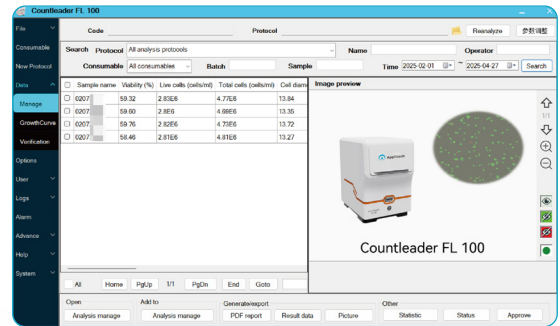 Countleader FL 100
File
Consumable
New Protocol
Data
Manage
GrowthCurve
Verification
Options
User
Logs
Alarm
Advance
Help
System
Code
Protocol
Reanalyze
参数调整
Search Protocol All analysis protocols Name Operator
Consumable All consumables Batch Sample Time 2025-02-01 ~ 2025-04-27 Search
Sample name Viability (%) Live cells (cells/ml) Total cells (cells/ml) Cell diam
0207 59.32 2.83E6 4.77E6 13.84
0207 59.60 2.8E6 4.69E6 13.35
0207 59.76 2.82E6 4.73E6 13.72
0207 58.46 2.81E6 4.81E6 13.27
Image preview
1/1
Countleader FL 100
All Home PgUp 1/1 PgDn End Goto
Open Add to Generate/export Other
Analysis manage Analysis manage PDF report Result data Picture Statistic Status Approve